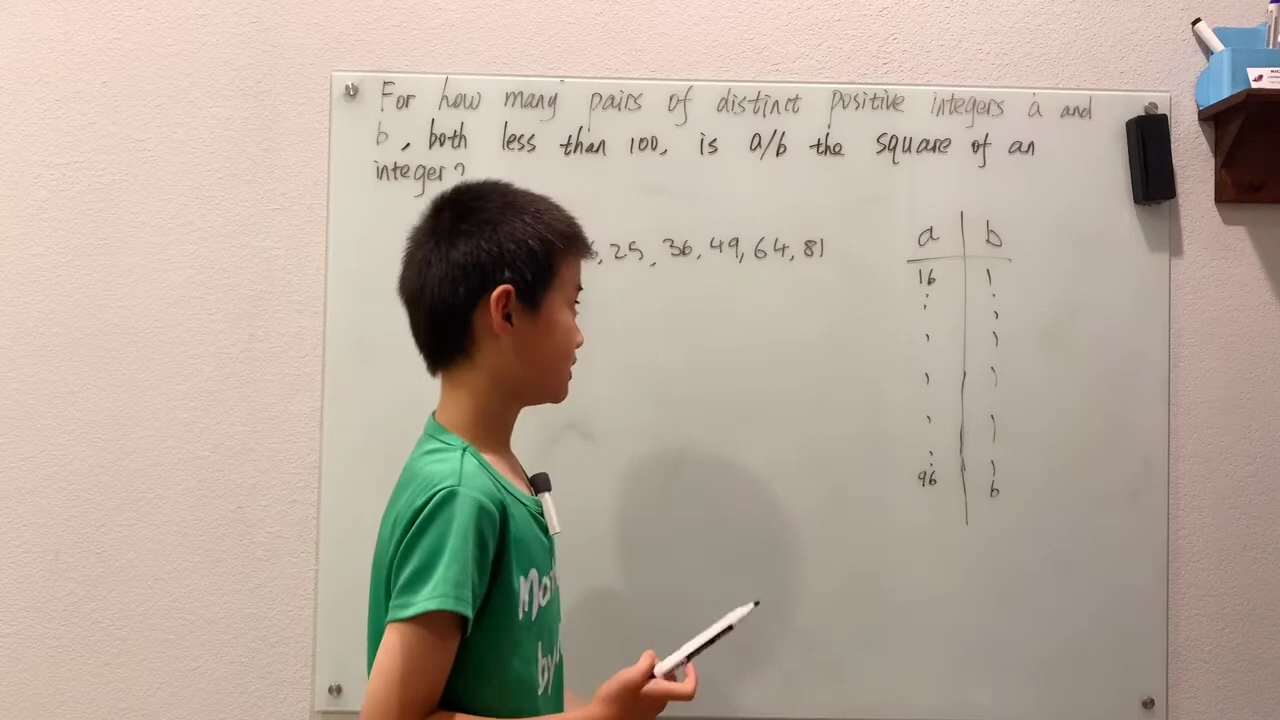 For how many pairs of distinct positive integers a and
b, both less than 100, is a/b the square of an
integer?
, 25, 36, 49, 64, 81
a b
16 1
96 6
by